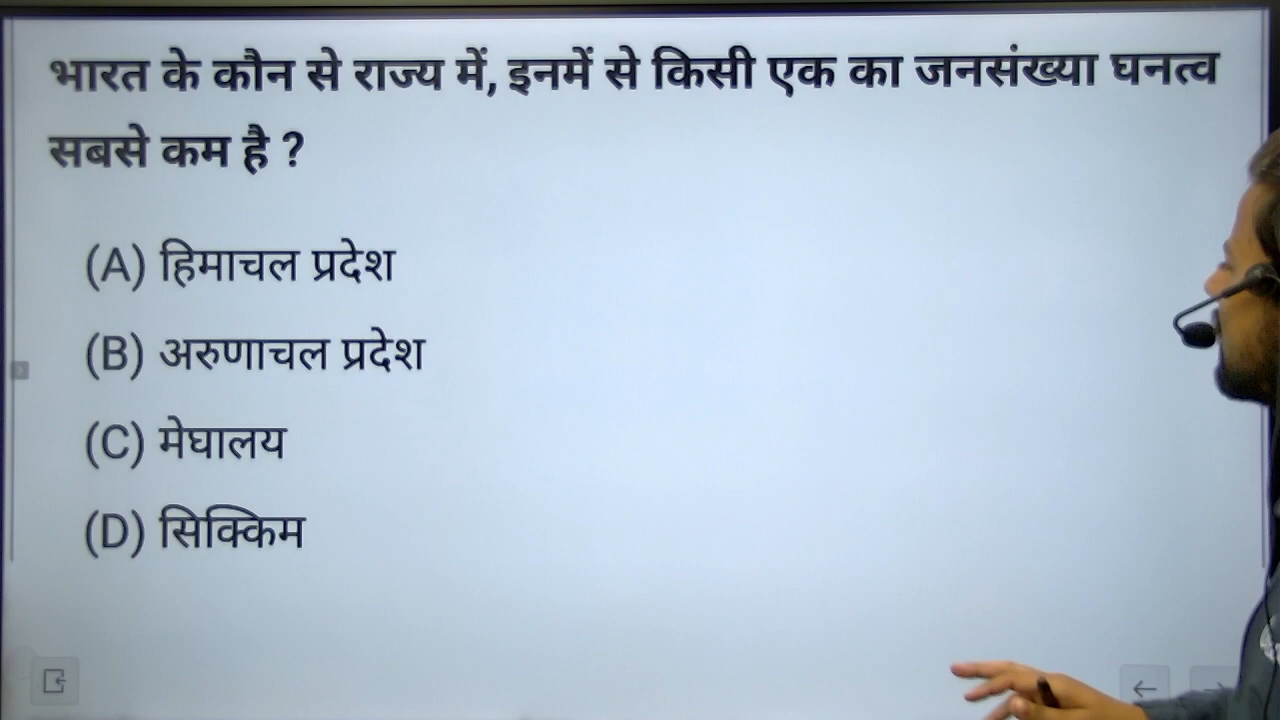 भारत के कौन से राज्य में, इनमें से किसी एक का जनसंख्या घनत्व
सबसे कम है ?
(A) हिमाचल प्रदेश
(B) अरुणाचल प्रदेश
(C) मेघालय
(D) सिक्किम